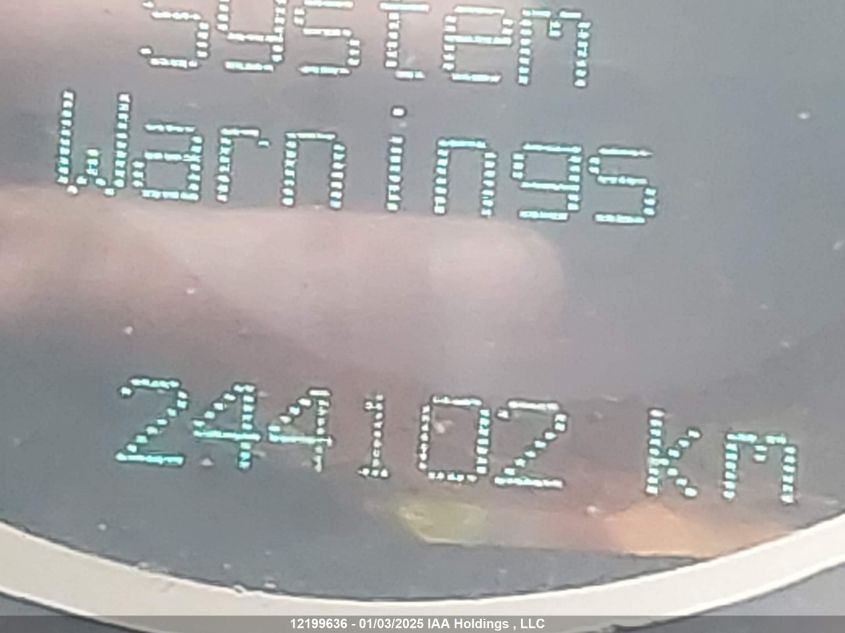 System
Warnings
244102 km
12199636 - 01/03/2025 IAA Holdings , LLC